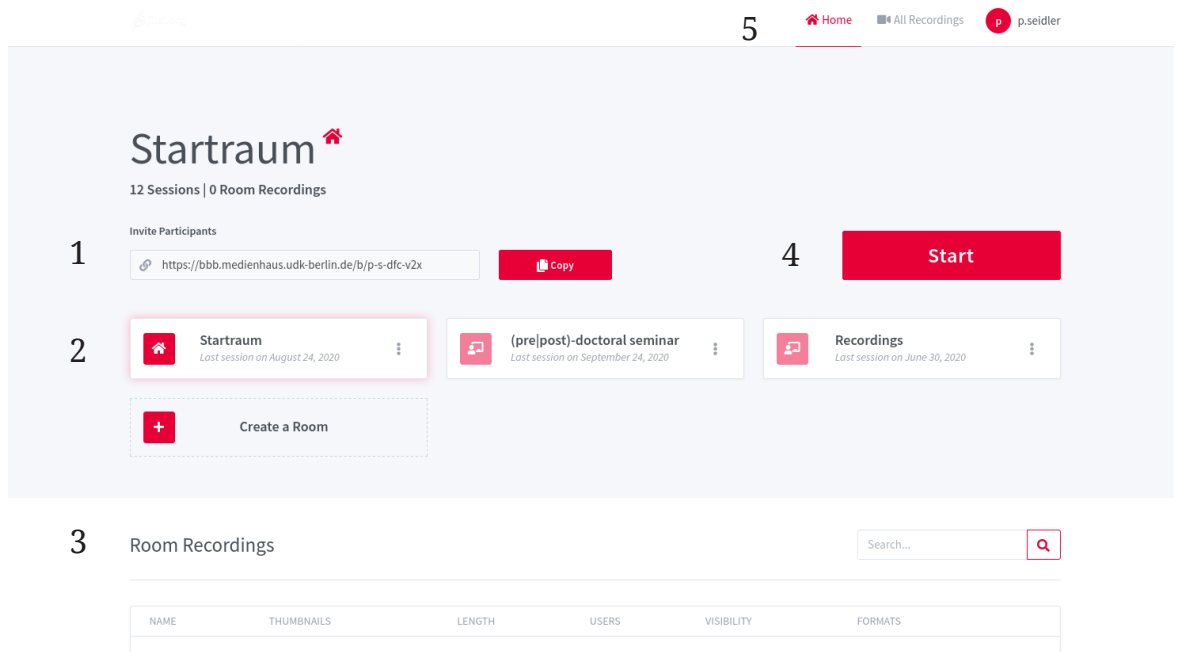 5 Home All Recordings p p.seidler
Startraum
12 Sessions | 0 Room Recordings
Invite Participants
1 https://bbb.medienhaus.udk-berlin.de/b/p-s-dfc-v2x Copy 4 Start
2 Startraum
Last session on August 24, 2020
(pre|post)-doctoral seminar
Last session on September 24, 2020
Recordings
Last session on June 30, 2020
+ Create a Room
3 Room Recordings Search...
NAME THUMBNAILS LENGTH USERS VISIBILITY FORMATS